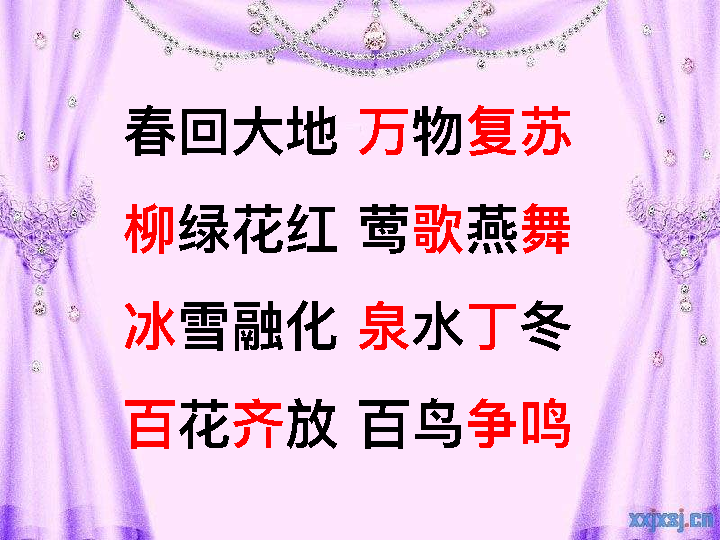 春回大地 万物复苏
柳绿花红 莺歌燕舞
冰雪融化 泉水丁冬
百花齐放 百鸟争鸣
xxjxsj.cn